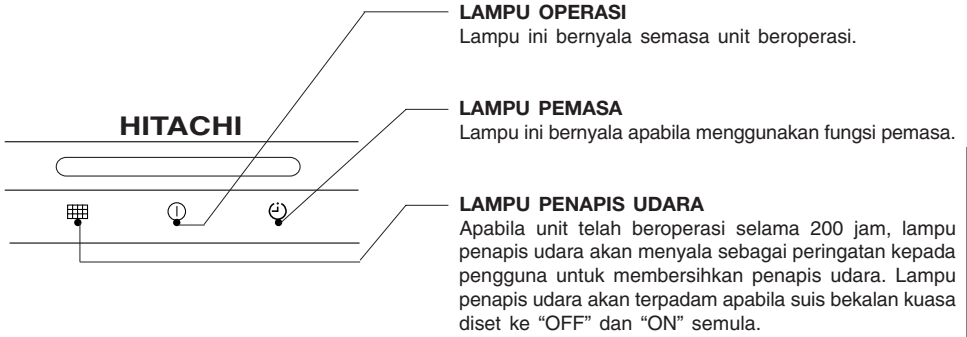 LAMPU OPERASI
Lampu ini bernyala semasa unit beroperasi.
HITACHI
LAMPU PEMASA
Lampu ini bernyala apabila menggunakan fungsi pemasa.
LAMPU PENAPIS UDARA
Apabila unit telah beroperasi selama 200 jam, lampu
penapis udara akan menyala sebagai peringatan kepada
pengguna untuk membersihkan penapis udara. Lampu
penapis udara akan terpadam apabila suis bekalan kuasa
diset ke “OFF” dan “ON” semula.